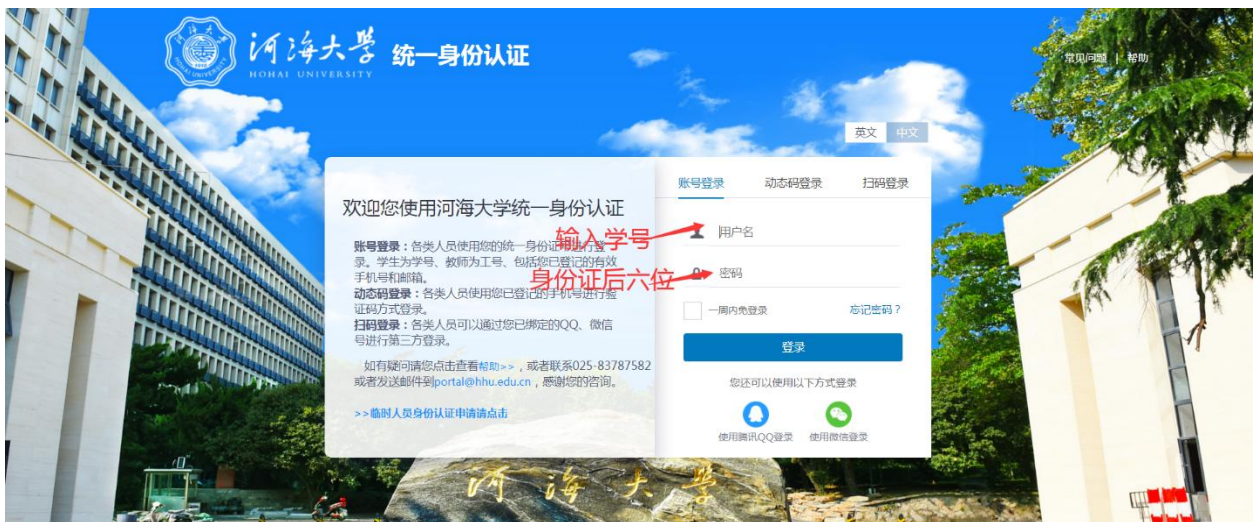 河海大学 统一身份认证
HOHAI UNIVERSITY
常见问题 | 帮助
英文 中文
账号登录 动态码登录 扫码登录
欢迎您使用河海大学统一身份认证
账号登录：各类人员使用您的统一身份证号进行登
录。学生为学号、教师为工号、包括您已登记的有效
手机号和邮箱。
动态码登录：各类人员使用您已登记的手机号进行验
证码方式登录。
扫码登录：各类人员可以通过您已绑定的QQ、微信
号进行第三方登录。
如有疑问请您点击查看帮助>>，或者联系025-83787582
或者发送邮件到portal@hhu.edu.cn，感谢您的咨询。
>>临时人员身份认证申请请点击
输入学号
用户名
身份证后六位
密码
一周内免登录 忘记密码？
登录
您还可以使用以下方式登录
使用腾讯QQ登录 使用微信登录
河海大学